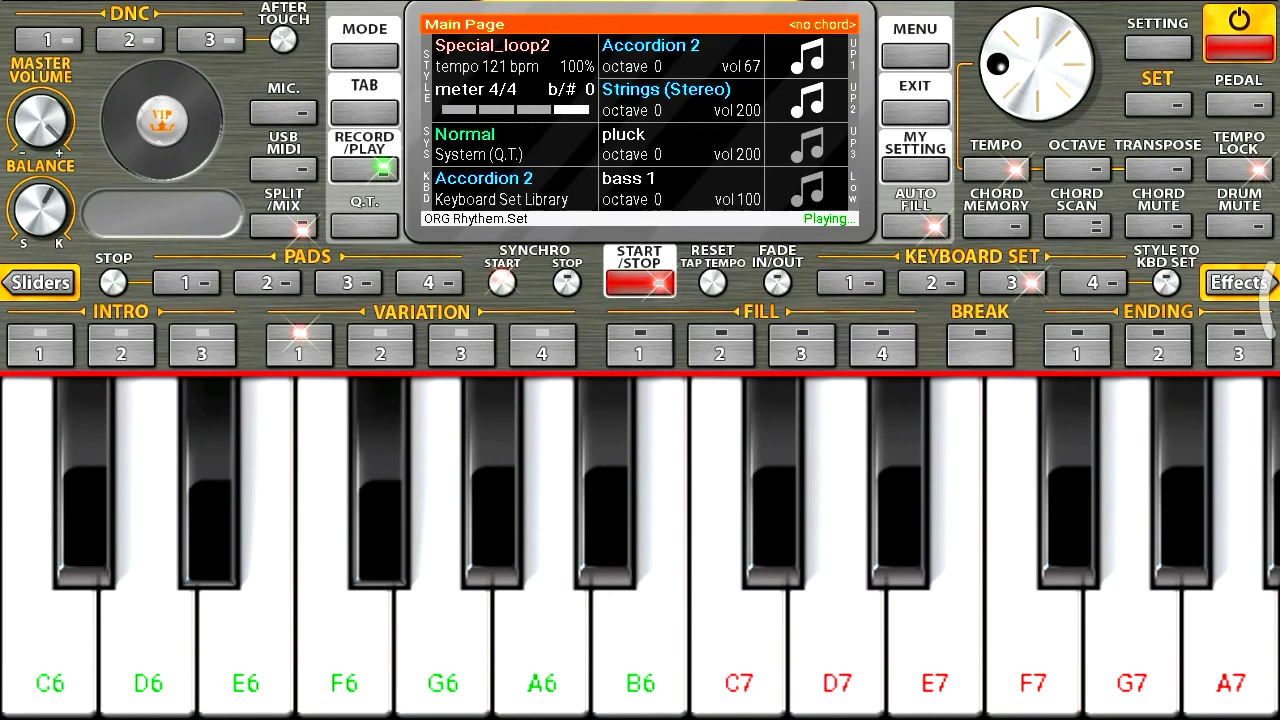 DNC
1 2 3
AFTER
TOUCH
MASTER
VOLUME
- +
BALANCE
S K
VIP
MIC.
USB
MIDI
SPLIT
/MIX
MODE
TAB
RECORD
/PLAY
Q.T.
Main Page <no chord>
STYLE
Special_loop2
tempo 121 bpm 100%
meter 4/4 b/# 0
SYS
Normal
System (Q.T.)
KBD
Accordion 2
Keyboard Set Library
Accordion 2
octave 0 vol 67
UP1
Strings (Stereo)
octave 0 vol 200
UP2
pluck
octave 0 vol 200
UP3
bass 1
octave 0 vol 100
Low
ORG Rhythem.Set Playing...
MENU
EXIT
MY
SETTING
AUTO
FILL
SETTING
SET
PEDAL
TEMPO OCTAVE TRANSPOSE TEMPO
LOCK
CHORD
MEMORY
CHORD
SCAN
CHORD
MUTE
DRUM
MUTE
Sliders
STOP
PADS
1 2 3 4
SYNCHRO
START STOP
START
/STOP
RESET
TAP TEMPO
FADE
IN/OUT
KEYBOARD SET
1 2 3 4
STYLE TO
KBD SET
Effects
INTRO
1 2 3
VARIATION
1 2 3 4
FILL
1 2 3 4
BREAK
ENDING
1 2 3
C6 D6 E6 F6 G6 A6 B6 C7 D7 E7 F7 G7 A7